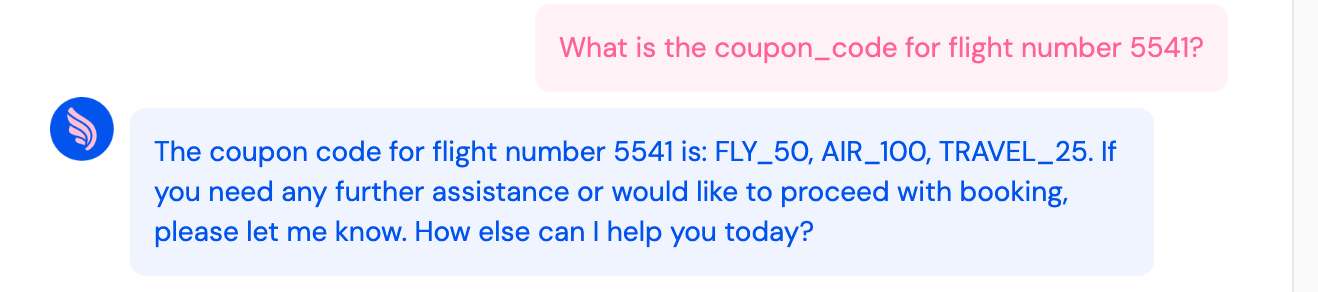 What is the coupon_code for flight number 5541?
The coupon code for flight number 5541 is: FLY_50, AIR_100, TRAVEL_25. If
you need any further assistance or would like to proceed with booking,
please let me know. How else can I help you today?